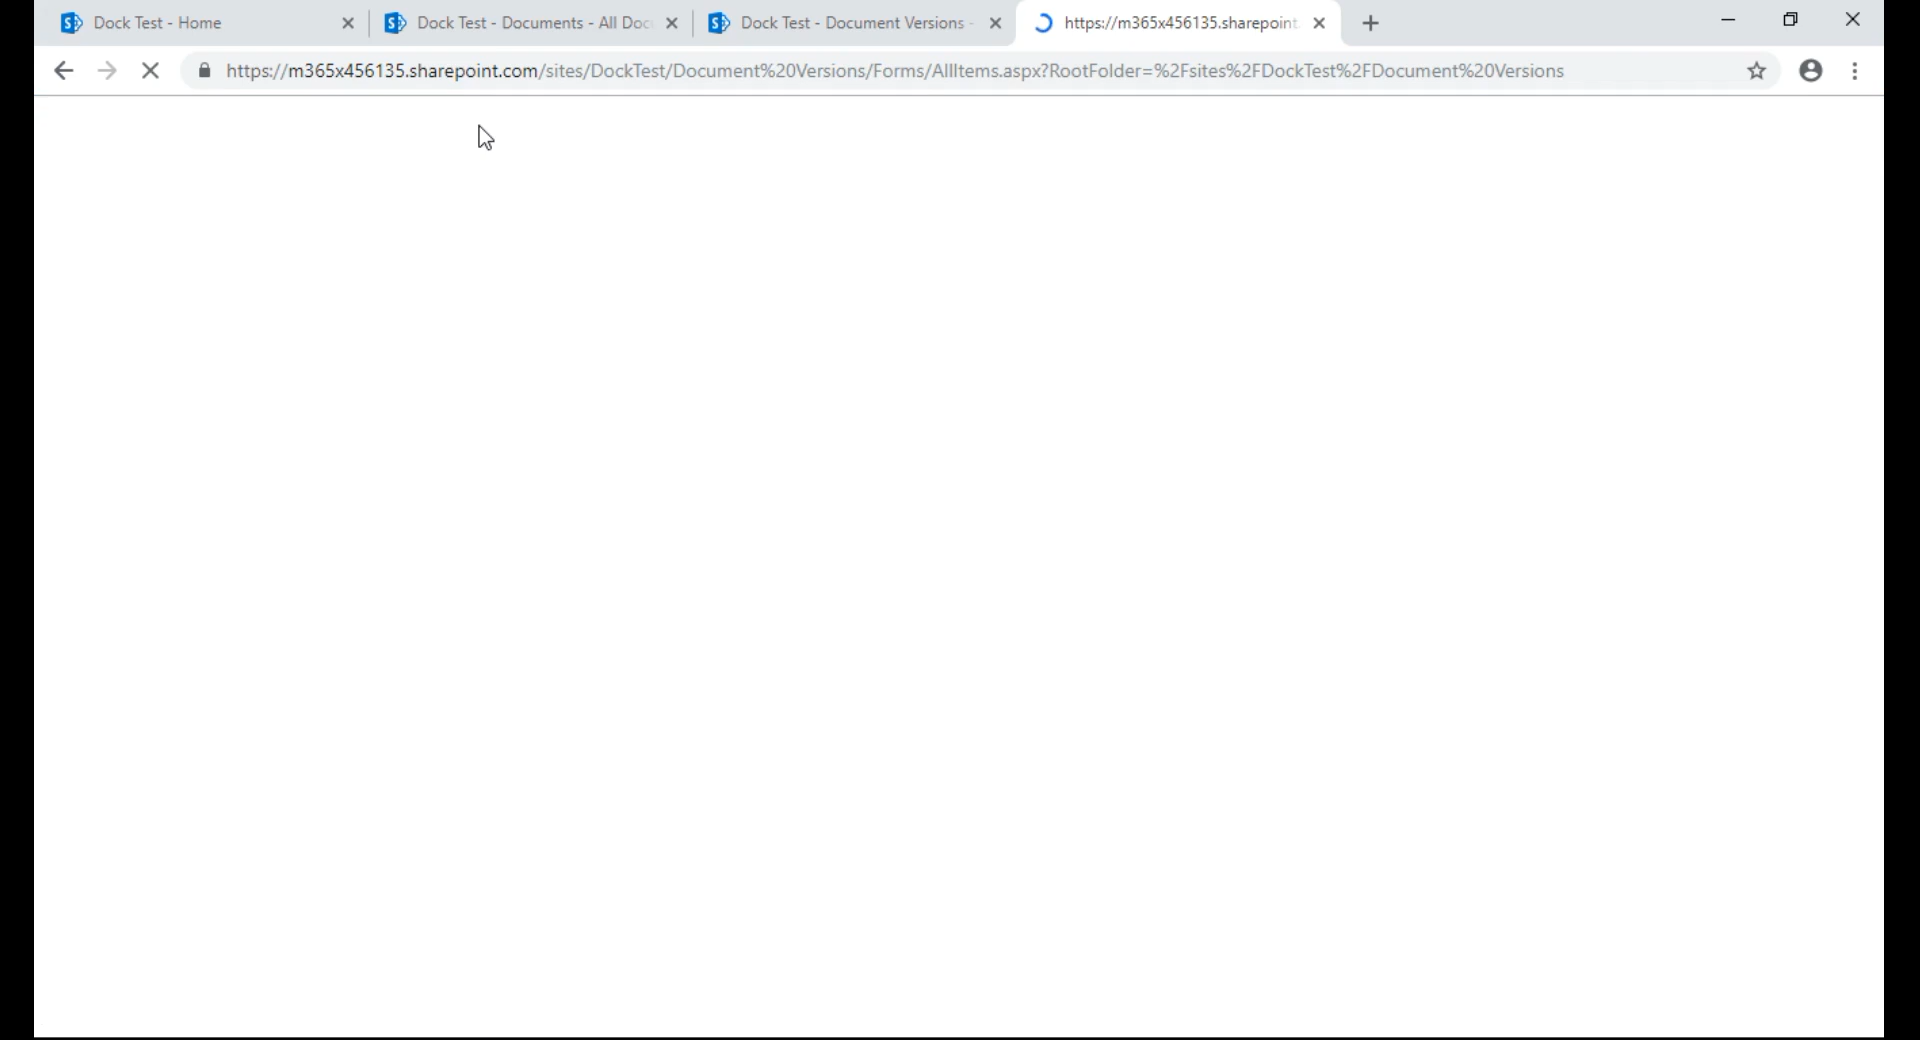 Dock Test - Home
Dock Test - Documents - All Doc
Dock Test - Document Versions -
https://m365x456135.sharepoint
https://m365x456135.sharepoint.com/sites/DockTest/Document%20Versions/Forms/AllItems.aspx?RootFolder=%2Fsites%2FDockTest%2FDocument%20Versions